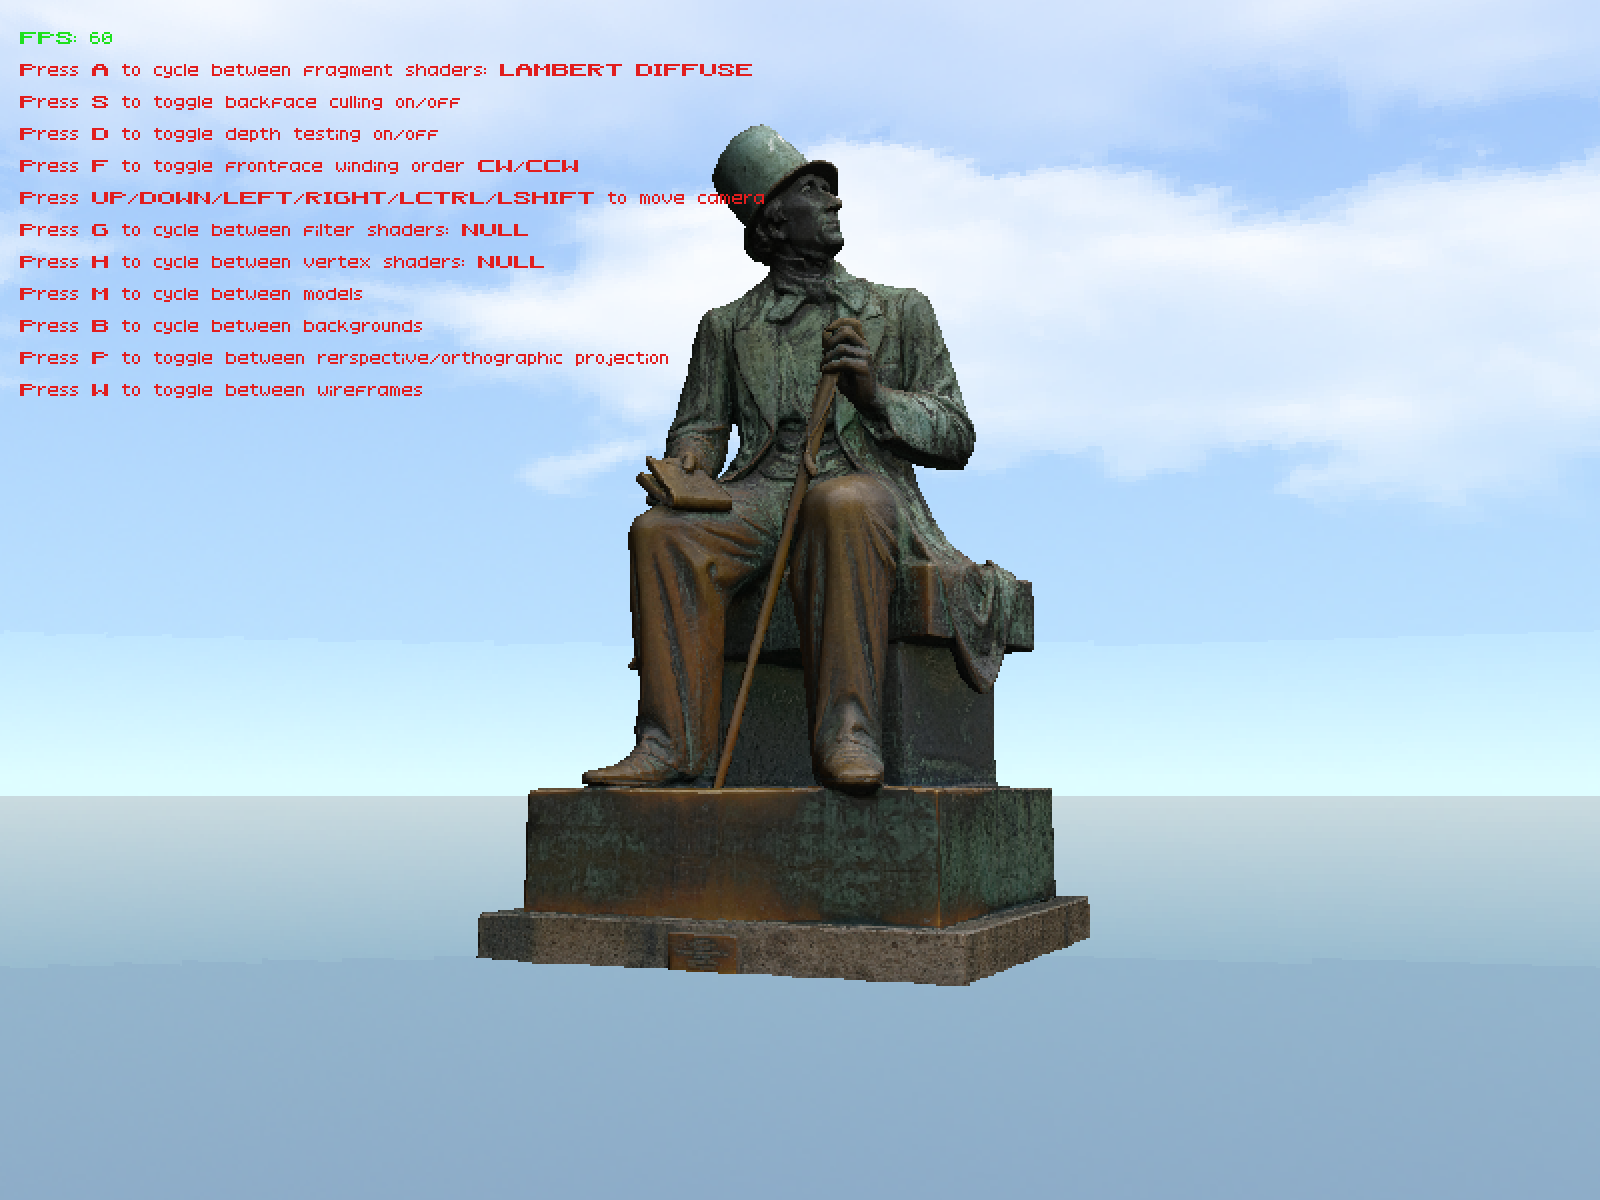 FPS: 60
Press A to cycle between fragment shaders: LAMBERT DIFFUSE
Press S to toggle backface culling on/off
Press D to toggle depth testing on/off
Press F to toggle frontface winding order CW/CCW
Press UP/DOWN/LEFT/RIGHT/LCTRL/LSHIFT to move camera
Press G to cycle between filter shaders: NULL
Press H to cycle between vertex shaders: NULL
Press M to cycle between models
Press B to cycle between backgrounds
Press P to toggle between rerspective/orthographic projection
Press W to toggle between wireframes